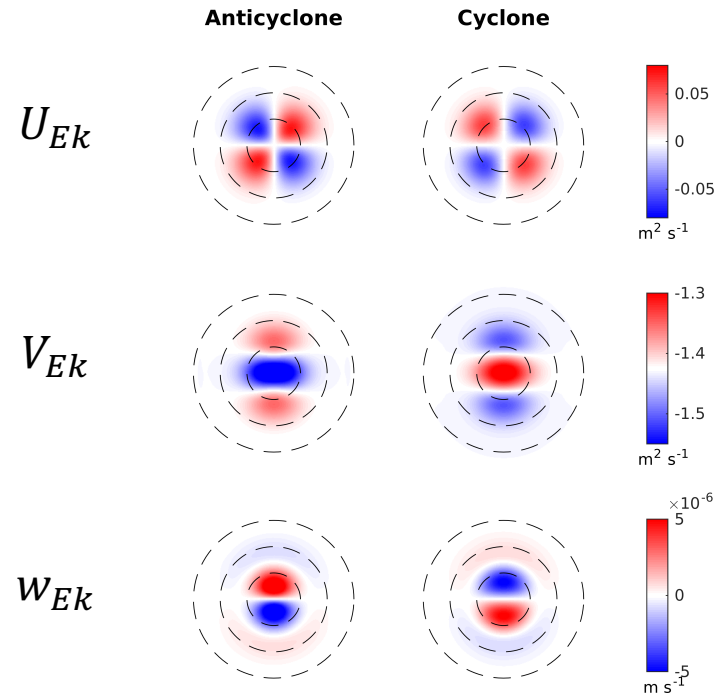 Anticyclone Cyclone
U_Ek
0.05
0
-0.05
m² s⁻¹
V_Ek
-1.3
-1.4
-1.5
m² s⁻¹
w_Ek
×10⁻⁶
5
0
-5
m s⁻¹